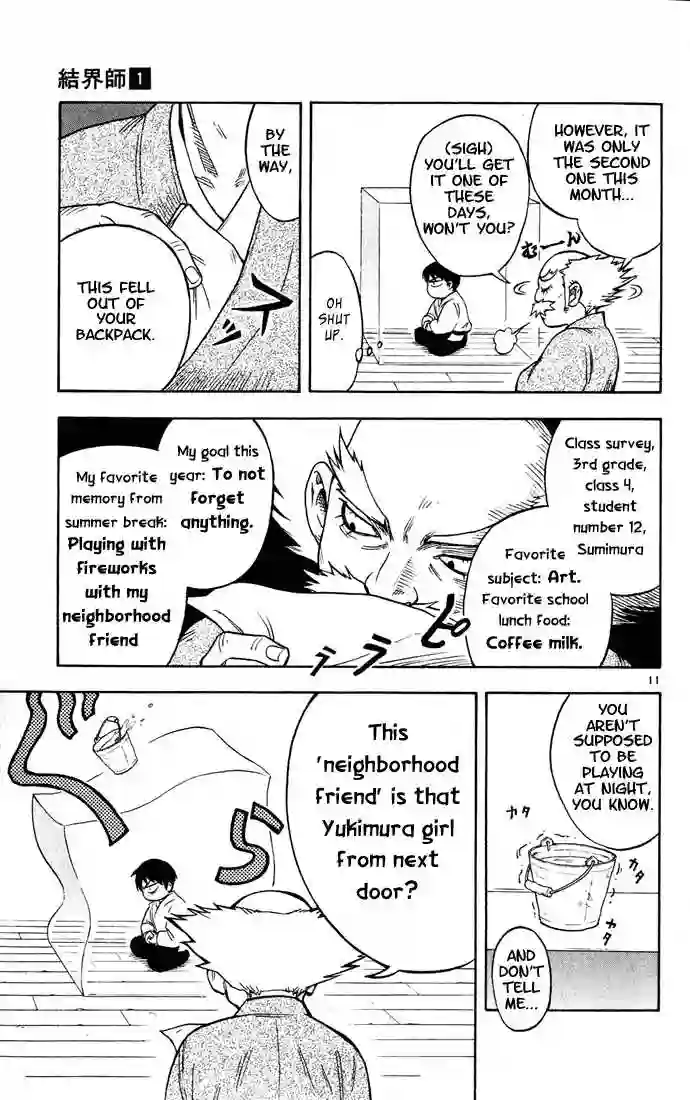 結界師 1
HOWEVER, IT
WAS ONLY
THE SECOND
ONE THIS
MONTH...
(SIGH)
YOU'LL GET
IT ONE OF
THESE
DAYS,
WON'T YOU?
むーん
OH
SHUT
UP.
BY
THE
WAY,
THIS FELL
OUT OF
YOUR
BACKPACK.
Class survey,
3rd grade,
class 4,
student
number 12,
Sumimura
Favorite
subject: Art.
Favorite school
lunch food:
Coffee milk.
My goal this
year: To not
forget
anything.
My favorite
memory from
summer break:
Playing with
fireworks
with my
neighborhood
friend
ピラッ
11
YOU
AREN'T
SUPPOSED
TO BE
PLAYING
AT NIGHT,
YOU KNOW.
カタ
カタ
カタ
AND
DON'T
TELL
ME...
This
'neighborhood
friend' is that
Yukimura girl
from next
door?